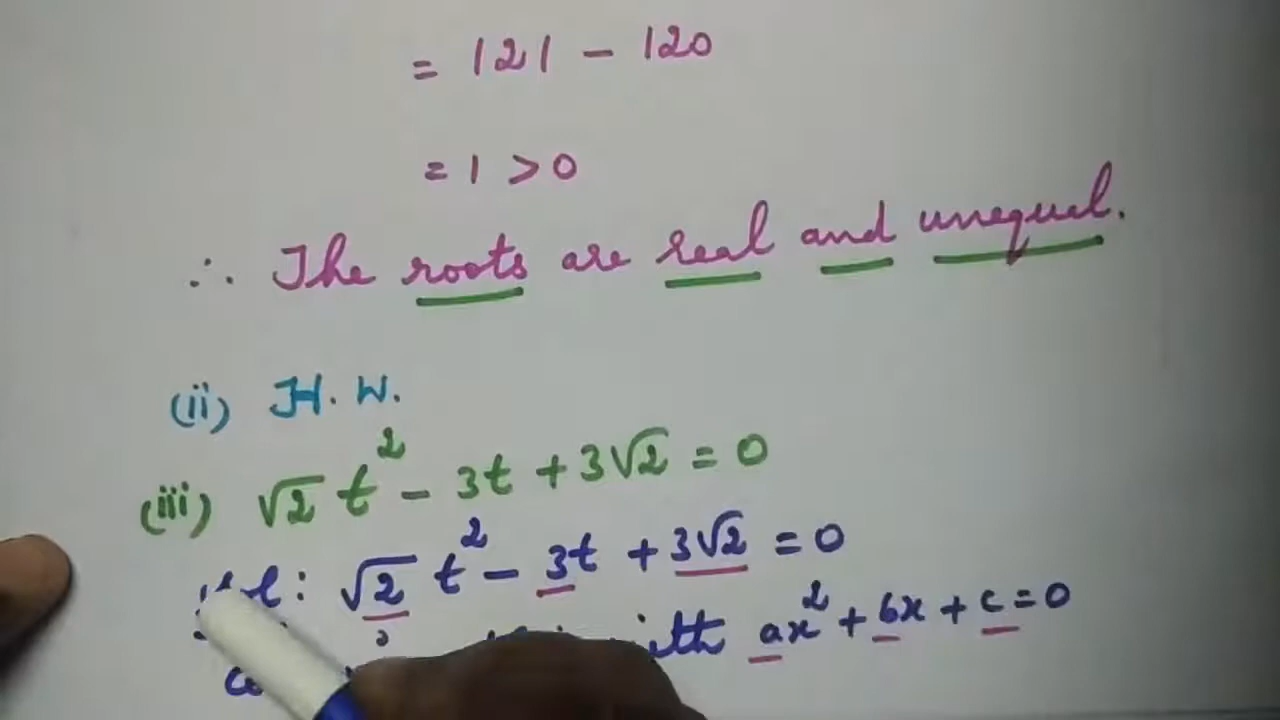 = 121 - 120
= 1 > 0
∴ The roots are real and unequal.
(ii) H.W.
(iii) √2 t² - 3t + 3√2 = 0
√2 t² - 3t + 3√2 = 0
with ax² + bx + c = 0